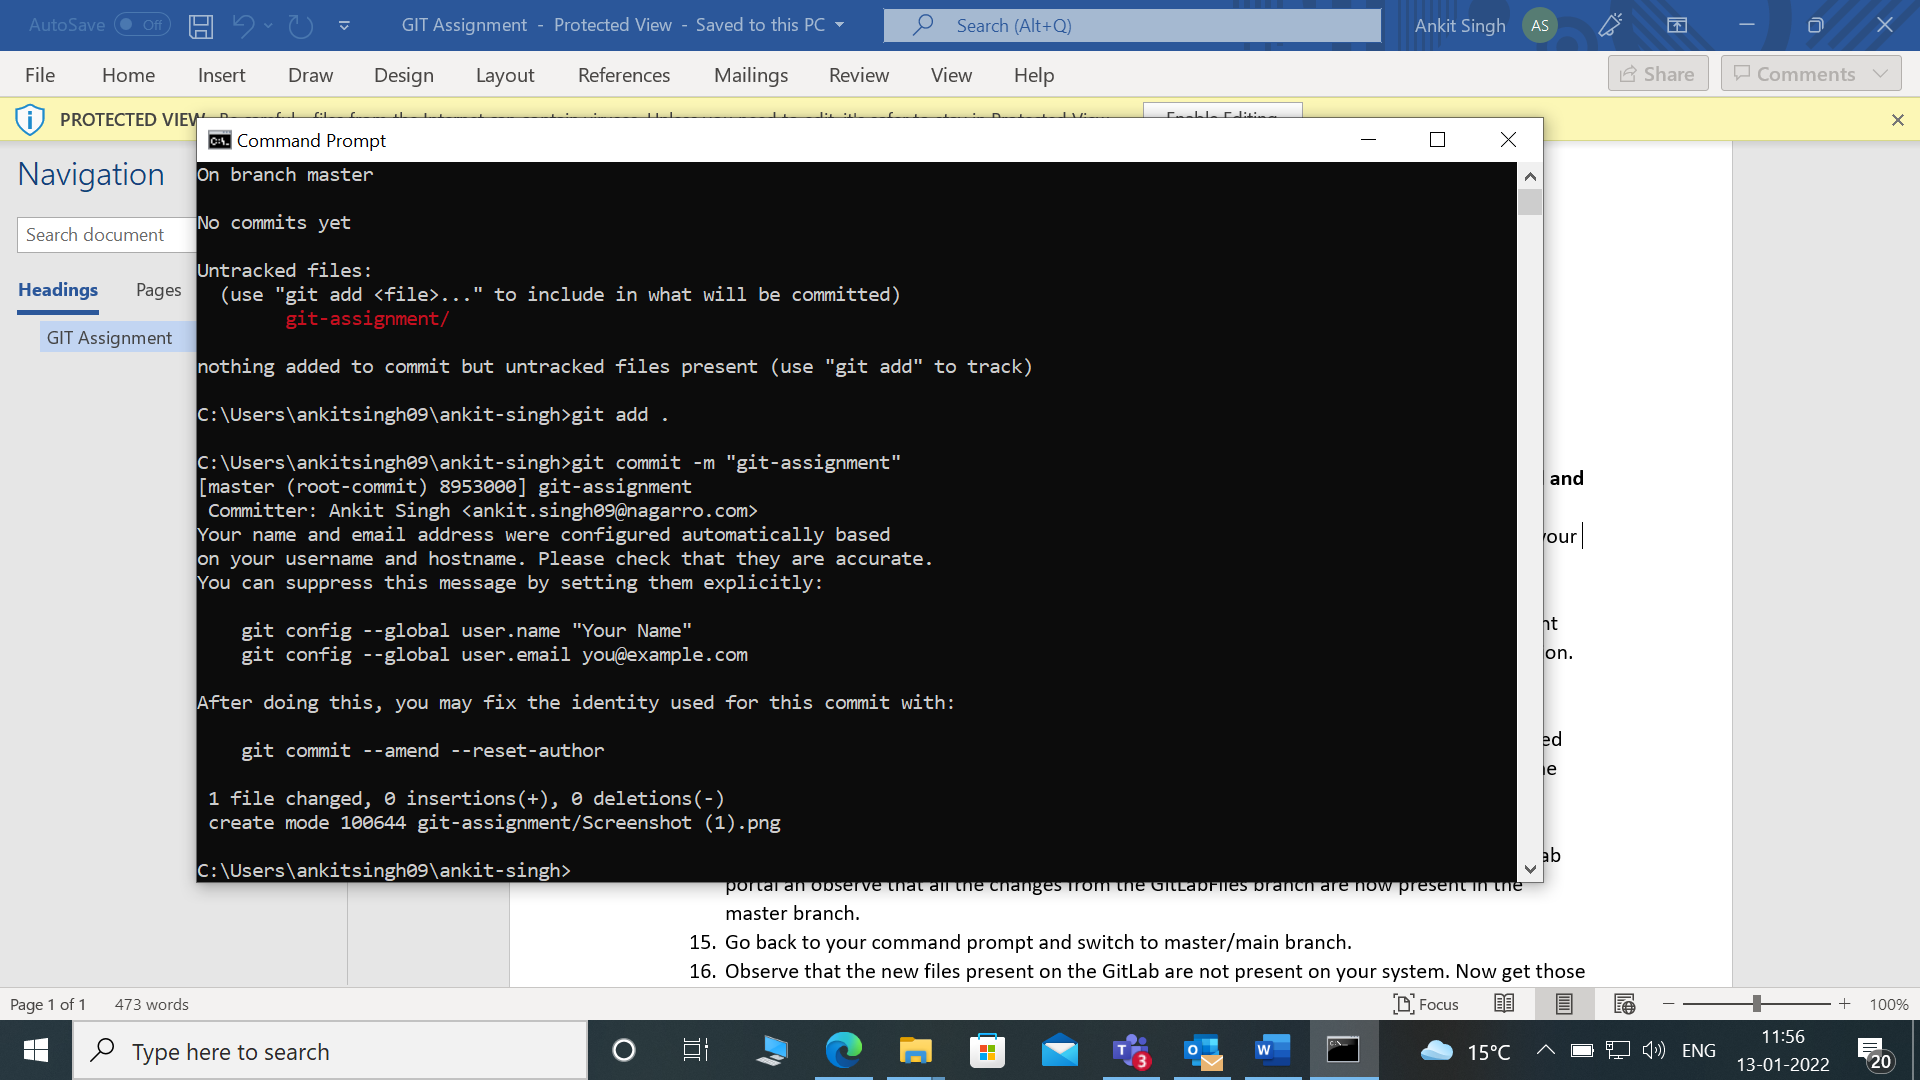 AutoSave Off GIT Assignment - Protected View - Saved to this PC Search (Alt+Q) Ankit Singh AS
File Home Insert Draw Design Layout References Mailings Review View Help Share Comments
PROTECTED VIEW
Command Prompt
Navigation
Search document
Headings Pages
GIT Assignment
On branch master
No commits yet
Untracked files:
(use "git add <file>..." to include in what will be committed)
git-assignment/
nothing added to commit but untracked files present (use "git add" to track)
C:\Users\ankitsingh09\ankit-singh>git add .
C:\Users\ankitsingh09\ankit-singh>git commit -m "git-assignment"
[master (root-commit) 8953000] git-assignment
Committer: Ankit Singh <ankit.singh09@nagarro.com>
Your name and email address were configured automatically based
on your username and hostname. Please check that they are accurate.
You can suppress this message by setting them explicitly:
git config --global user.name "Your Name"
git config --global user.email you@example.com
After doing this, you may fix the identity used for this commit with:
git commit --amend --reset-author
1 file changed, 0 insertions(+), 0 deletions(-)
create mode 100644 git-assignment/Screenshot (1).png
C:\Users\ankitsingh09\ankit-singh>
and
your
on.
portal an observe that all the changes from the GitLabFiles branch are now present in the
master branch.
15. Go back to your command prompt and switch to master/main branch.
16. Observe that the new files present on the GitLab are not present on your system. Now get those
Page 1 of 1 473 words Focus 100%
Type here to search 3 15°C ENG 11:56 13-01-2022 20